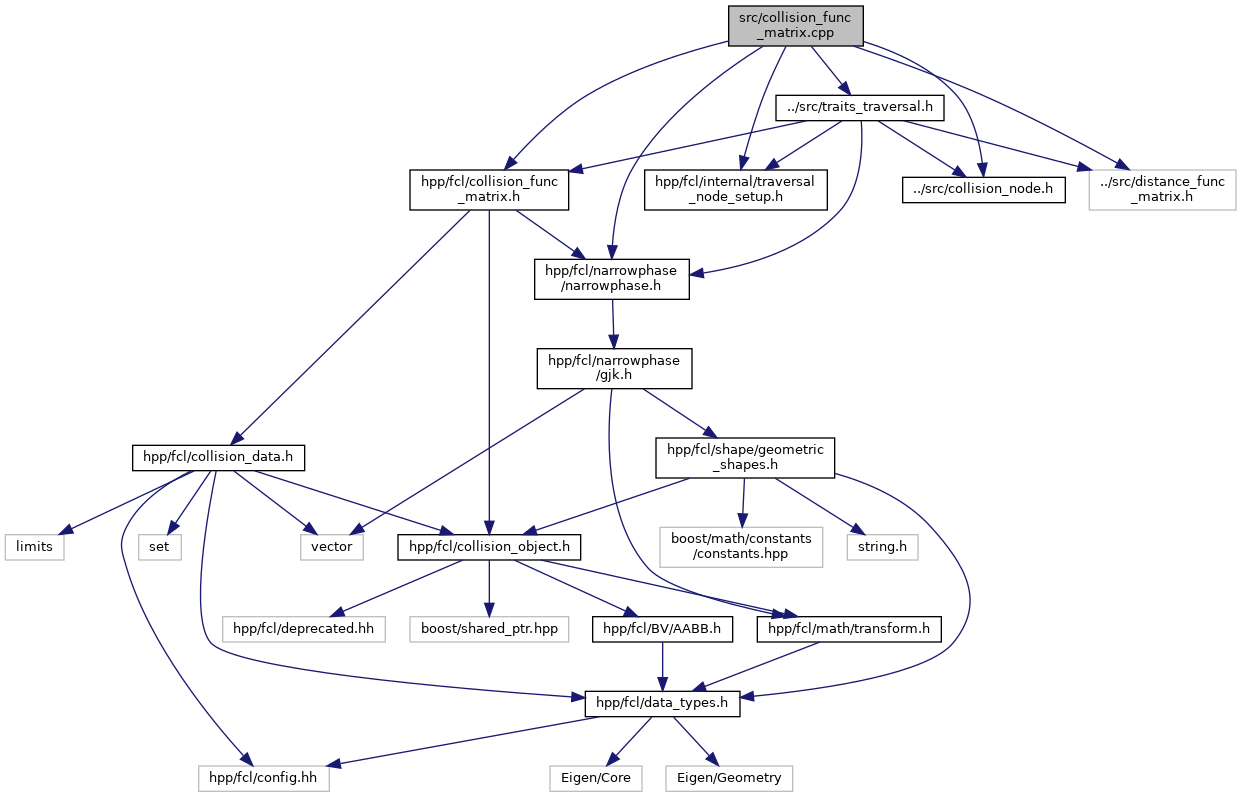 src/collision_func
_matrix.cpp
../src/traits_traversal.h
hpp/fcl/collision_func
_matrix.h
hpp/fcl/internal/traversal
_node_setup.h
../src/collision_node.h
../src/distance_func
_matrix.h
hpp/fcl/narrowphase
/narrowphase.h
hpp/fcl/narrowphase
/gjk.h
hpp/fcl/collision_data.h
hpp/fcl/shape/geometric
_shapes.h
limits
set
vector
hpp/fcl/collision_object.h
boost/math/constants
/constants.hpp
string.h
hpp/fcl/deprecated.hh
boost/shared_ptr.hpp
hpp/fcl/BV/AABB.h
hpp/fcl/math/transform.h
hpp/fcl/data_types.h
hpp/fcl/config.hh
Eigen/Core
Eigen/Geometry